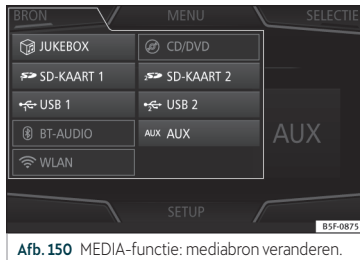 BRON MENU SELECTIE
JUKEBOX CD/DVD
SD-KAART 1 SD-KAART 2
USB 1 USB 2
BT-AUDIO AUX AUX
AUX
WLAN
SETUP
B5F-0875
Afb. 150 MEDIA-functie: mediabron veranderen.